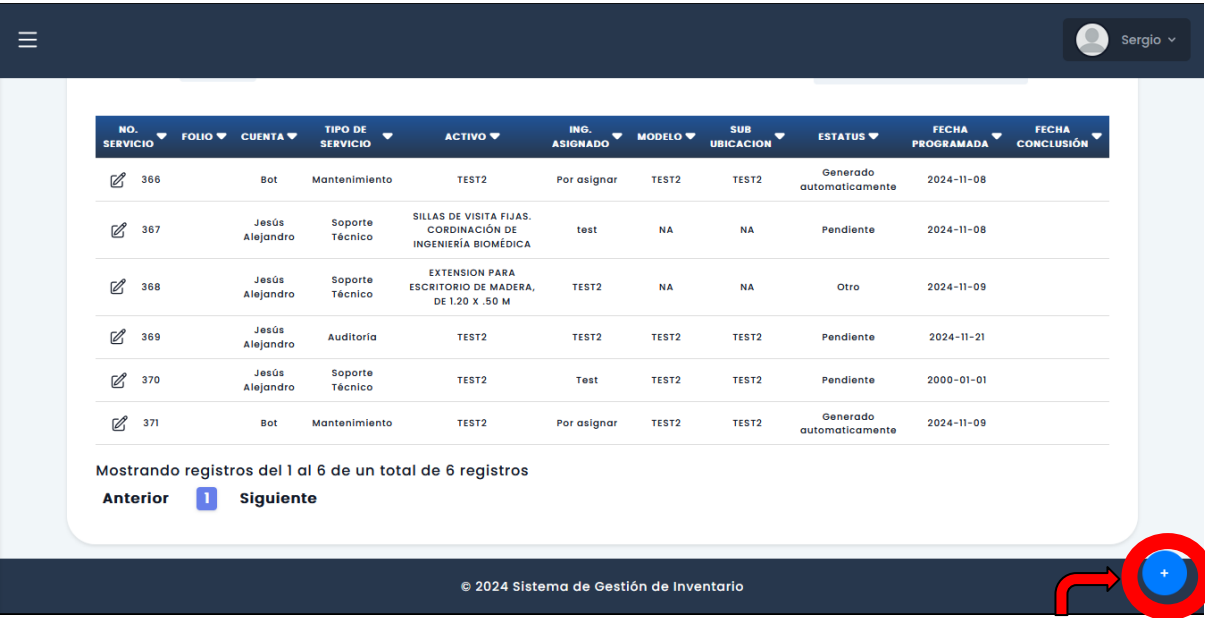 Sergio
NO. SERVICIO FOLIO CUENTA TIPO DE SERVICIO ACTIVO ING. ASIGNADO MODELO SUB UBICACION ESTATUS FECHA PROGRAMADA FECHA CONCLUSIÓN
366 Bot Mantenimiento TEST2 Por asignar TEST2 TEST2 Generado automaticamente 2024-11-08
367 Jesús Alejandro Soporte Técnico SILLAS DE VISITA FIJAS. CORDINACIÓN DE INGENIERÍA BIOMÉDICA test NA NA Pendiente 2024-11-08
368 Jesús Alejandro Soporte Técnico EXTENSION PARA ESCRITORIO DE MADERA, DE 1.20 X .50 M TEST2 NA NA Otro 2024-11-09
369 Jesús Alejandro Auditoría TEST2 TEST2 TEST2 TEST2 Pendiente 2024-11-21
370 Jesús Alejandro Soporte Técnico TEST2 Test TEST2 TEST2 Pendiente 2000-01-01
371 Bot Mantenimiento TEST2 Por asignar TEST2 TEST2 Generado automaticamente 2024-11-09
Mostrando registros del 1 al 6 de un total de 6 registros
Anterior 1 Siguiente
+
© 2024 Sistema de Gestión de Inventario